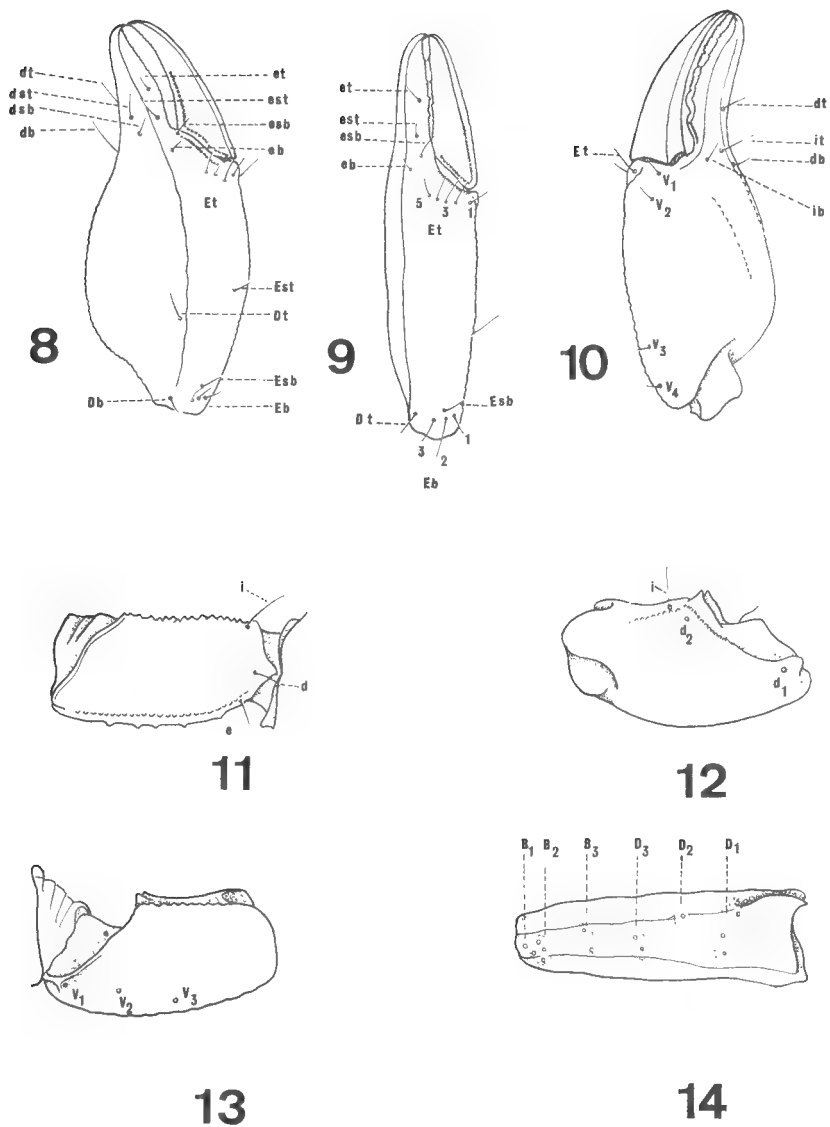 dt
dst
dsb
db
et
est
esb
eb
Et
Est
Dt
Esb
Eb
Db
8
et
est
esb
eb
5 3 1
Et
Dt
Esb
3 2 1
Eb
9
Et
V1
V2
V3
V4
dt
it
db
ib
10
i
d
e
11
i
d2
d1
12
V1 V2 V3
13
B1 B2 B3 D3 D2 D1
14